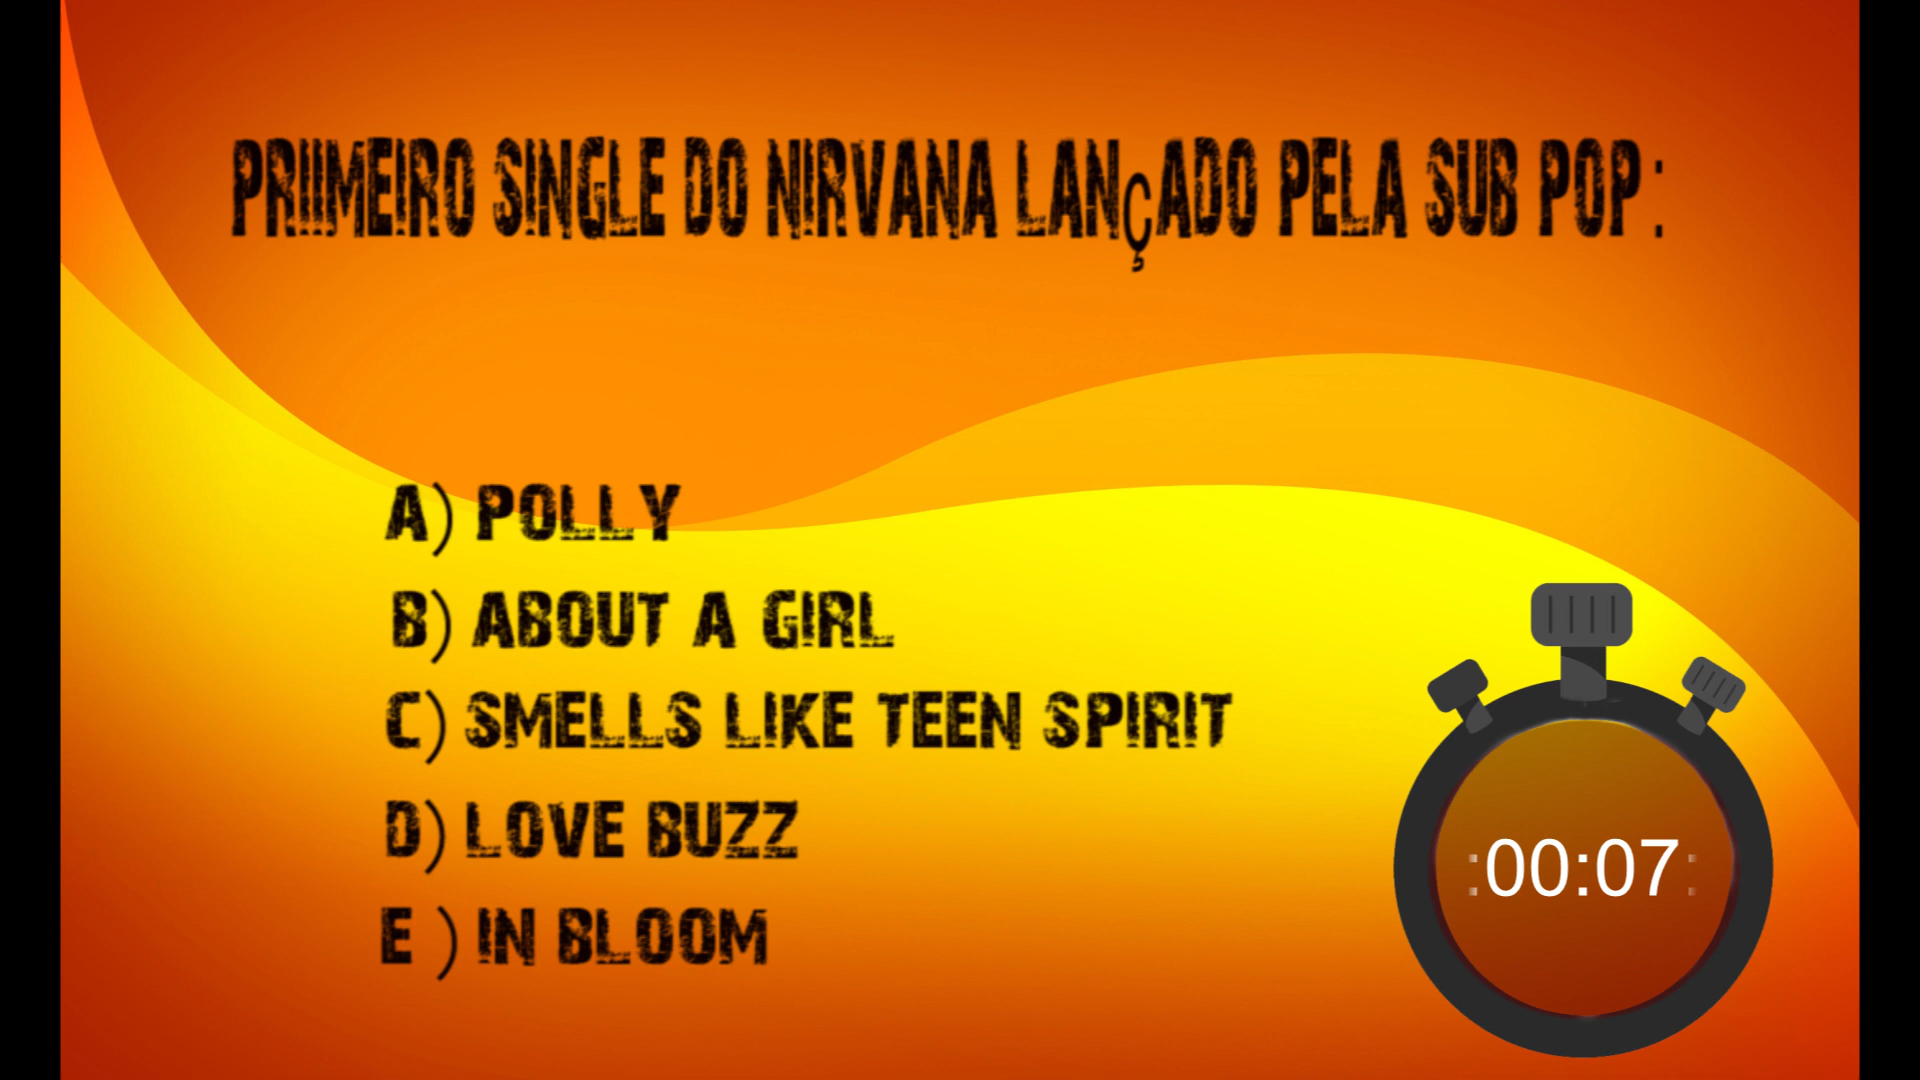 PRIIMEIRO SINGLE DO NIRVANA LANÇADO PELA SUB POP :
A) POLLY
B) ABOUT A GIRL
C) SMELLS LIKE TEEN SPIRIT
D) LOVE BUZZ
E ) IN BLOOM
:00:07: